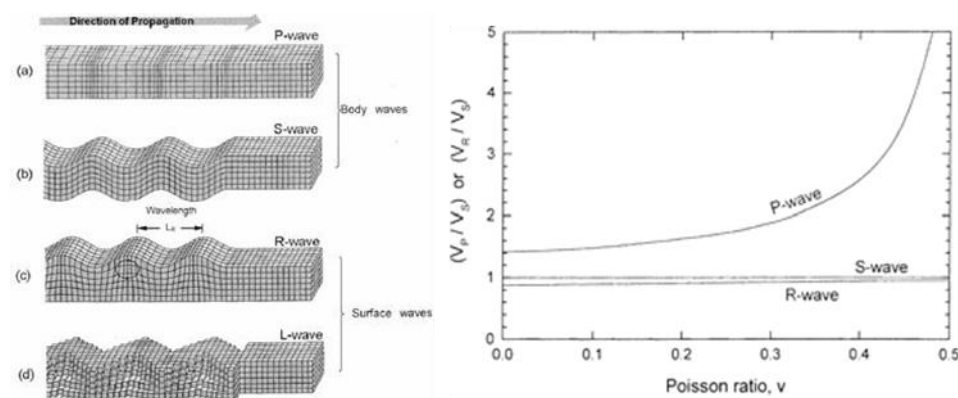 Direction of Propagation
P-wave
(a)
Body waves
S-wave
(b)
Wavelength
L_R
R-wave
(c)
Surface waves
L-wave
(d)
(V_P / V_S) or (V_R / V_S)
5
4
3
2
1
0
P-wave
S-wave
R-wave
0.0 0.1 0.2 0.3 0.4 0.5
Poisson ratio, v